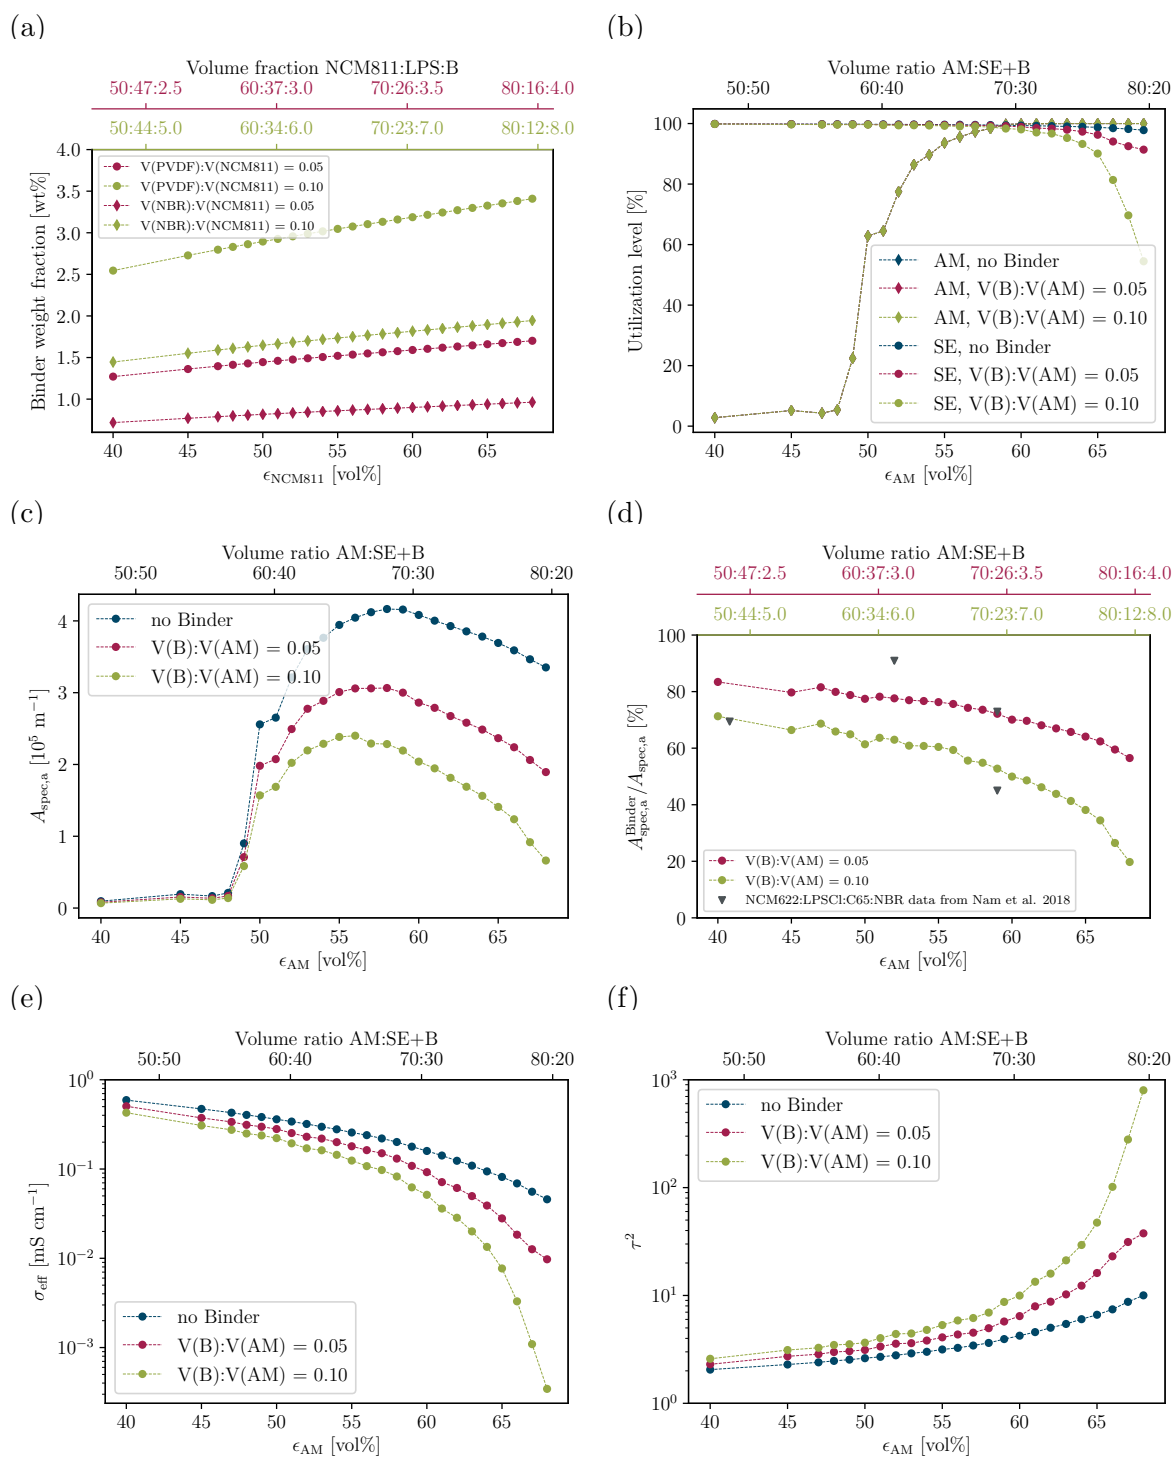 (a)
Volume fraction NCM811:LPS:B
50:47:2.5 60:37:3.0 70:26:3.5 80:16:4.0
50:44:5.0 60:34:6.0 70:23:7.0 80:12:8.0
4.0
3.5
3.0
2.5
2.0
1.5
1.0
Binder weight fraction [wt%]
V(PVDF):V(NCM811) = 0.05
V(PVDF):V(NCM811) = 0.10
V(NBR):V(NCM811) = 0.05
V(NBR):V(NCM811) = 0.10
40 45 50 55 60 65
ϵNCM811 [vol%]
(b)
Volume ratio AM:SE+B
50:50 60:40 70:30 80:20
100
80
60
40
20
0
Utilization level [%]
AM, no Binder
AM, V(B):V(AM) = 0.05
AM, V(B):V(AM) = 0.10
SE, no Binder
SE, V(B):V(AM) = 0.05
SE, V(B):V(AM) = 0.10
40 45 50 55 60 65
ϵAM [vol%]
(c)
Volume ratio AM:SE+B
50:50 60:40 70:30 80:20
4
3
2
1
0
Aspec,a [10⁵ m⁻¹]
no Binder
V(B):V(AM) = 0.05
V(B):V(AM) = 0.10
40 45 50 55 60 65
ϵAM [vol%]
(d)
Volume ratio AM:SE+B
50:47:2.5 60:37:3.0 70:26:3.5 80:16:4.0
50:44:5.0 60:34:6.0 70:23:7.0 80:12:8.0
100
80
60
40
20
0
A^Binder_spec,a/Aspec,a [%]
V(B):V(AM) = 0.05
V(B):V(AM) = 0.10
NCM622:LPSCl:C65:NBR data from Nam et al. 2018
40 45 50 55 60 65
ϵAM [vol%]
(e)
Volume ratio AM:SE+B
50:50 60:40 70:30 80:20
10⁰
10⁻¹
10⁻²
10⁻³
σeff [mS cm⁻¹]
no Binder
V(B):V(AM) = 0.05
V(B):V(AM) = 0.10
40 45 50 55 60 65
ϵAM [vol%]
(f)
Volume ratio AM:SE+B
50:50 60:40 70:30 80:20
10³
10²
10¹
10⁰
τ²
no Binder
V(B):V(AM) = 0.05
V(B):V(AM) = 0.10
40 45 50 55 60 65
ϵAM [vol%]